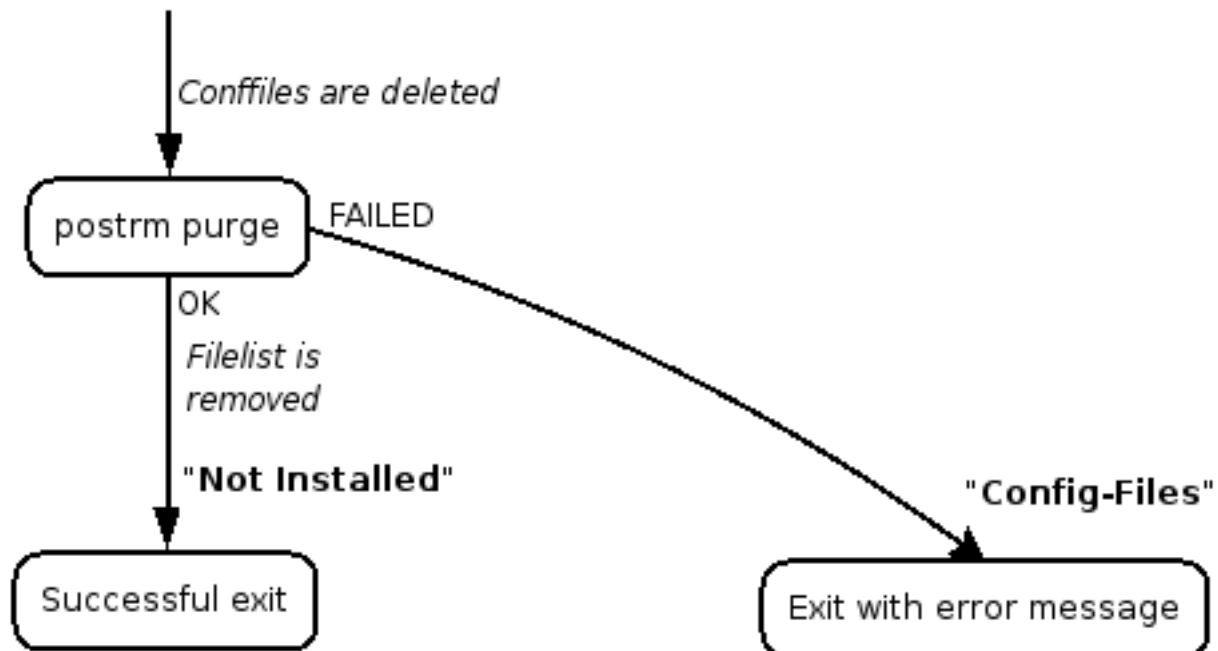 Conffiles are deleted
postrm purge
FAILED
OK
Filelist is
removed
"Not Installed"
"Config-Files"
Successful exit
Exit with error message